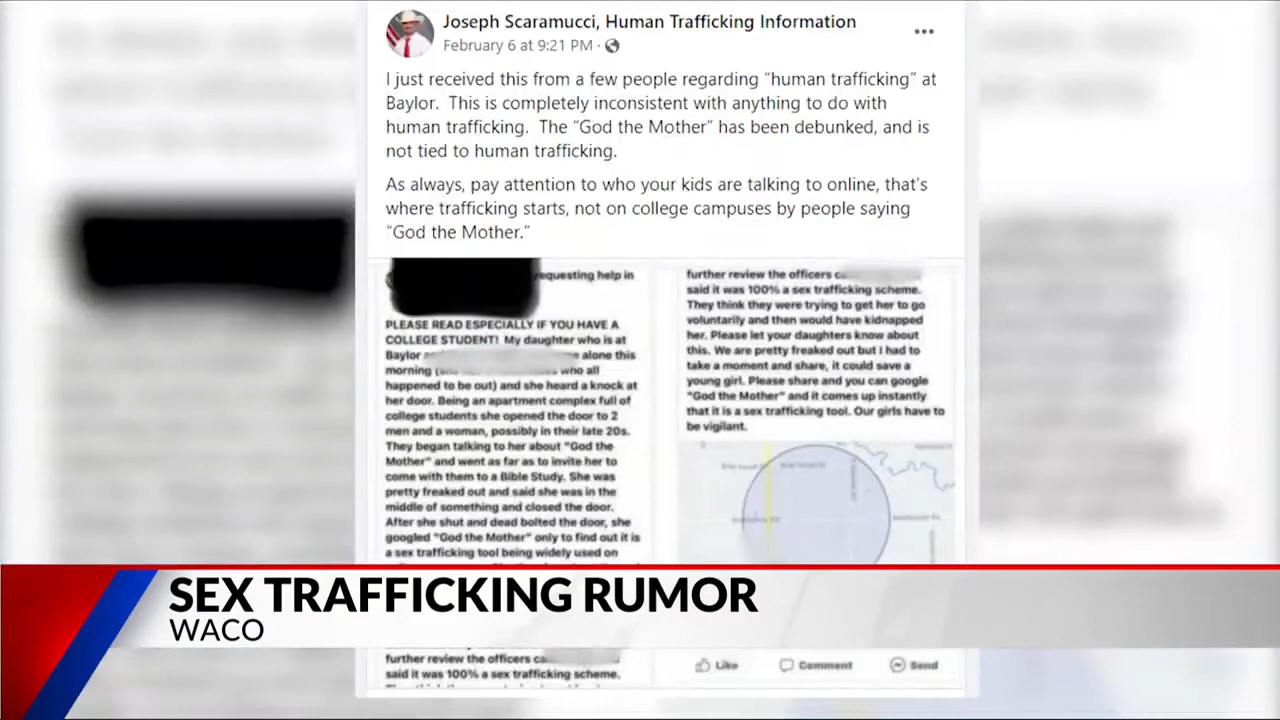 Joseph Scaramucci, Human Trafficking Information
February 6 at 9:21 PM ·
I just received this from a few people regarding “human trafficking” at
Baylor. This is completely inconsistent with anything to do with
human trafficking. The “God the Mother” has been debunked, and is
not tied to human trafficking.
As always, pay attention to who your kids are talking to online, that’s
where trafficking starts, not on college campuses by people saying
“God the Mother.”
requesting help in
PLEASE READ ESPECIALLY IF YOU HAVE A
COLLEGE STUDENT! My daughter who is at
Baylor alone this
morning who all
happened to be out) and she heard a knock at
her door. Being an apartment complex full of
college students she opened the door to 2
men and a woman, possibly in their late 20s.
They began talking to her about “God the
Mother” and went as far as to invite her to
come with them to a Bible Study. She was
pretty freaked out and said she was in the
middle of something and closed the door.
After she shut and dead bolted the door, she
googled “God the Mother” only to find out it is
a sex trafficking tool being widely used on
further review the officers
said it was 100% a sex trafficking scheme.
They think they were trying to get her to go
voluntarily and then would have kidnapped
her. Please let your daughters know about
this. We are pretty freaked out but I had to
take a moment and share, it could save a
young girl. Please share and you can google
“God the Mother” and it comes up instantly
that it is a sex trafficking tool. Our girls have to
be vigilant.
SEX TRAFFICKING RUMOR
WACO
further review the officers
said it was 100% a sex trafficking scheme.
Like Comment Send